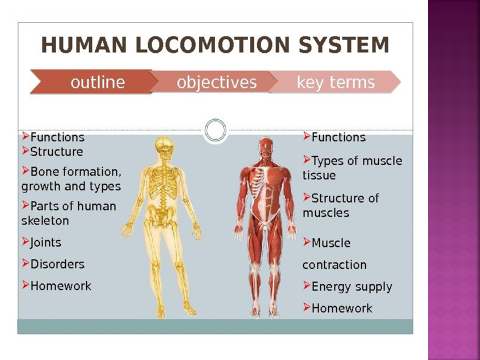 HUMAN LOCOMOTION SYSTEM
outline
objectives
key terms
Functions
Structure
Bone formation,
growth and types
Parts of human
skeleton
Joints
Disorders
Homework
Functions
Types of muscle
tissue
Structure of
muscles
Muscle
contraction
Energy supply
Homework